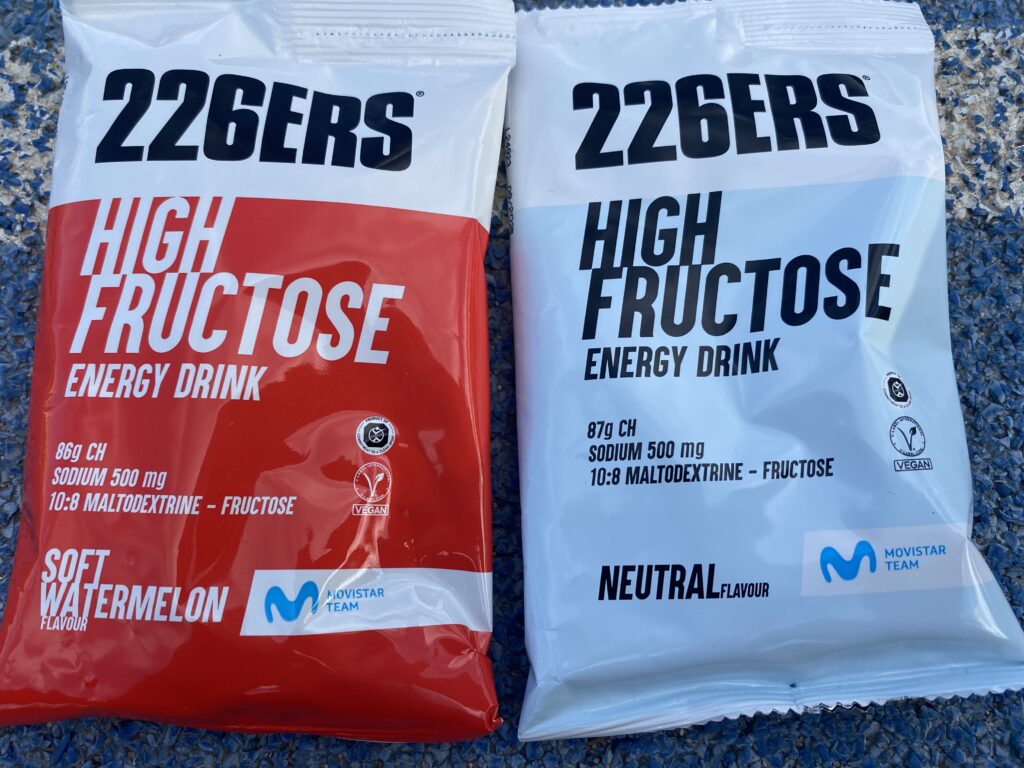 226ERS®
HIGH
FRUCTOSE
ENERGY DRINK
86g CH
SODIUM 500 mg
10:8 MALTODEXTRINE – FRUCTOSE
VEGAN
SOFT
WATERMELON
FLAVOUR
MOVISTAR
TEAM
226ERS®
HIGH
FRUCTOSE
ENERGY DRINK
87g CH
SODIUM 500 mg
10:8 MALTODEXTRINE – FRUCTOSE
VEGAN
NEUTRAL FLAVOUR
MOVISTAR
TEAM